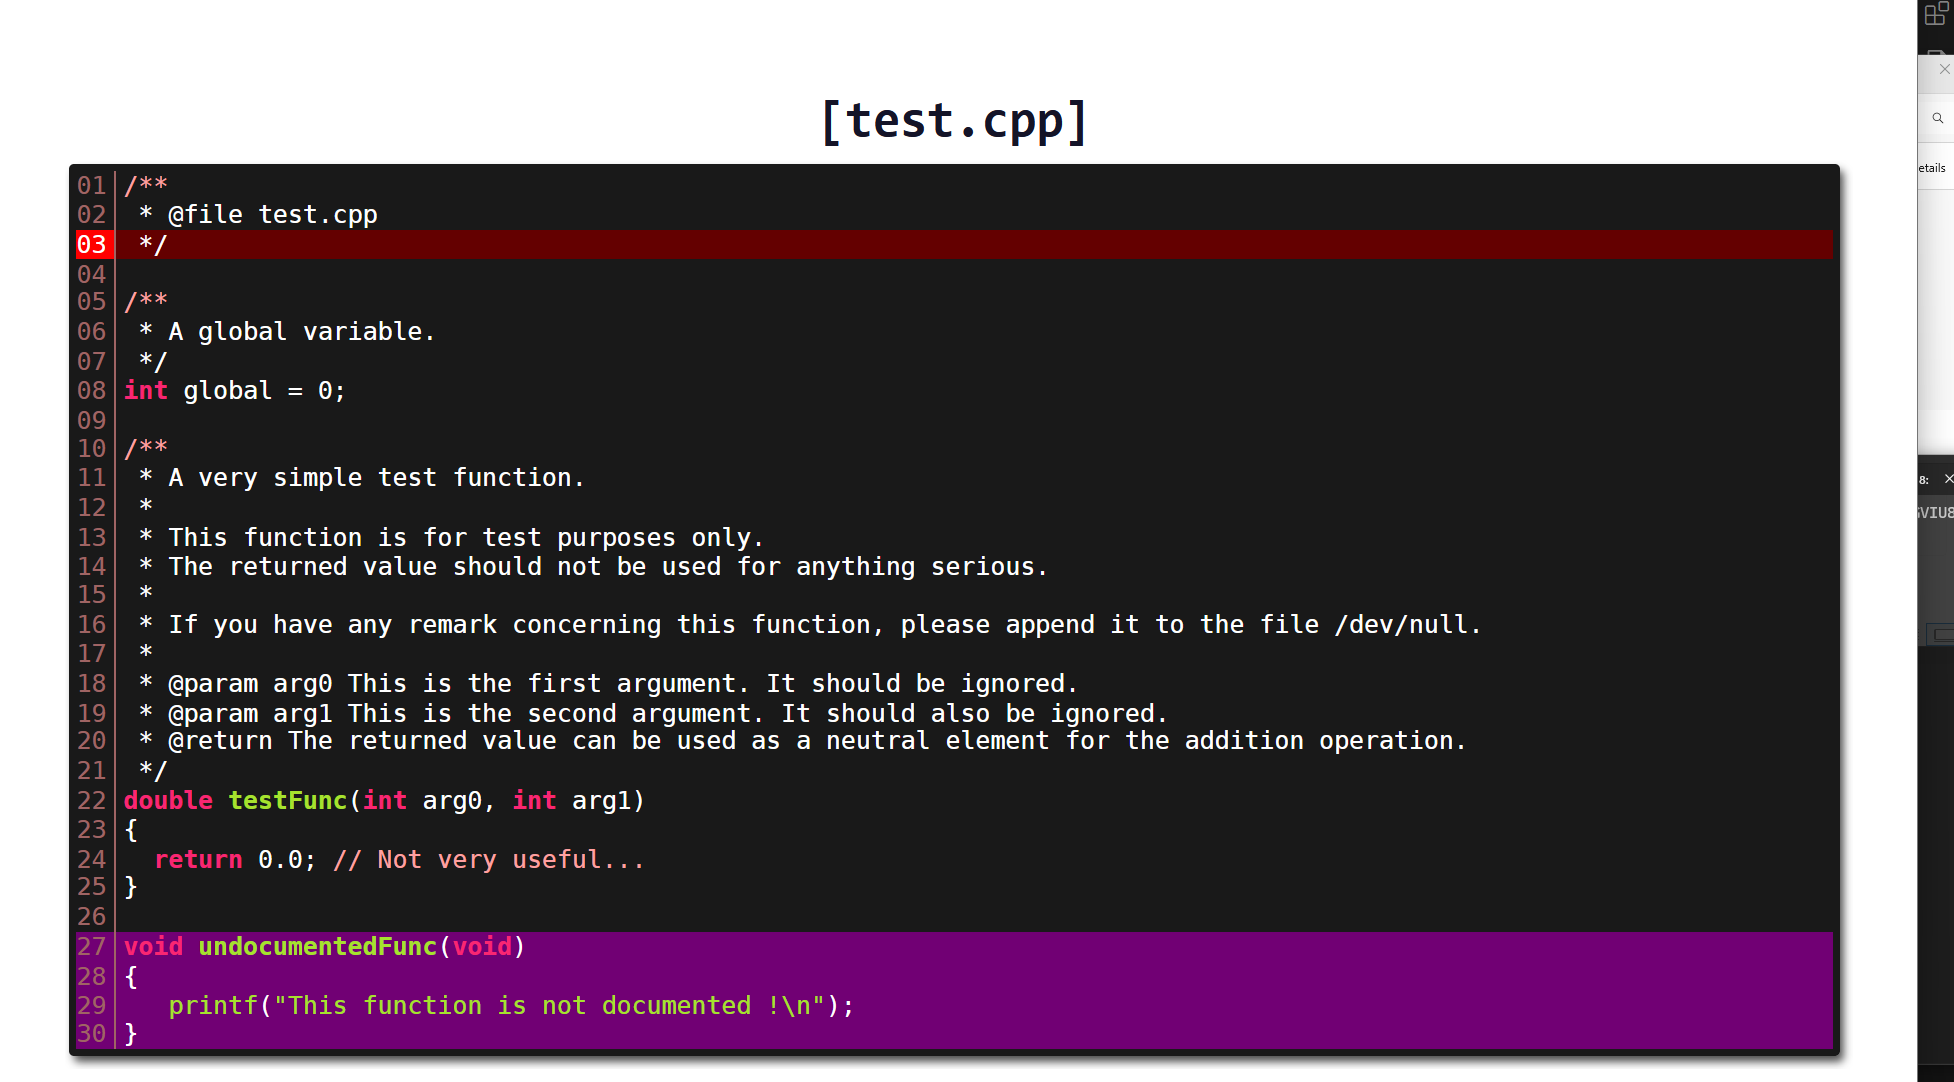 [test.cpp]
01 /**
02  * @file test.cpp
03  */
04
05 /**
06  * A global variable.
07  */
08 int global = 0;
09
10 /**
11  * A very simple test function.
12  *
13  * This function is for test purposes only.
14  * The returned value should not be used for anything serious.
15  *
16  * If you have any remark concerning this function, please append it to the file /dev/null.
17  *
18  * @param arg0 This is the first argument. It should be ignored.
19  * @param arg1 This is the second argument. It should also be ignored.
20  * @return The returned value can be used as a neutral element for the addition operation.
21  */
22 double testFunc(int arg0, int arg1)
23 {
24   return 0.0; // Not very useful...
25 }
26
27 void undocumentedFunc(void)
28 {
29    printf("This function is not documented !\n");
30 }
etails
8:
VIU8